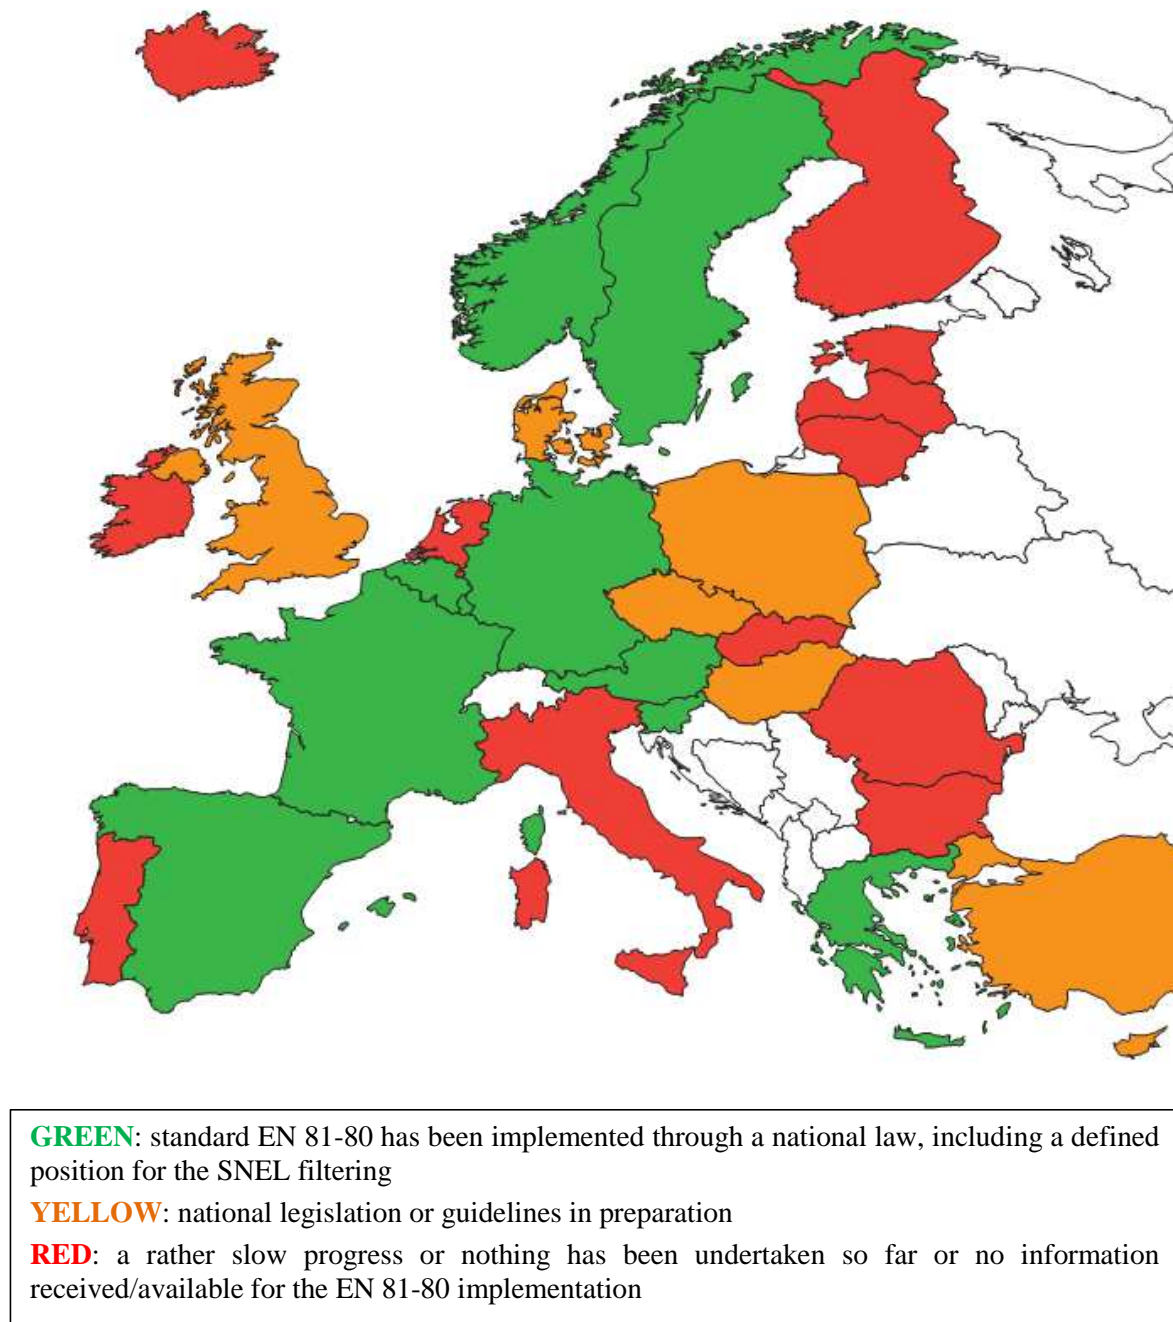 GREEN: standard EN 81-80 has been implemented through a national law, including a defined
position for the SNEL filtering
YELLOW: national legislation or guidelines in preparation
RED: a rather slow progress or nothing has been undertaken so far or no information
received/available for the EN 81-80 implementation